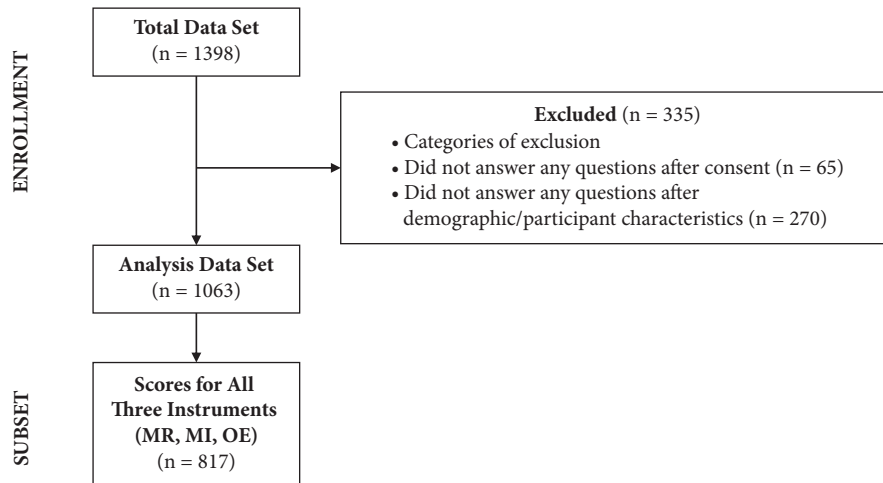 ENROLLMENT
Total Data Set
(n = 1398)
Excluded (n = 335)
• Categories of exclusion
• Did not answer any questions after consent (n = 65)
• Did not answer any questions after
demographic/participant characteristics (n = 270)
Analysis Data Set
(n = 1063)
SUBSET
Scores for All
Three Instruments
(MR, MI, OE)
(n = 817)